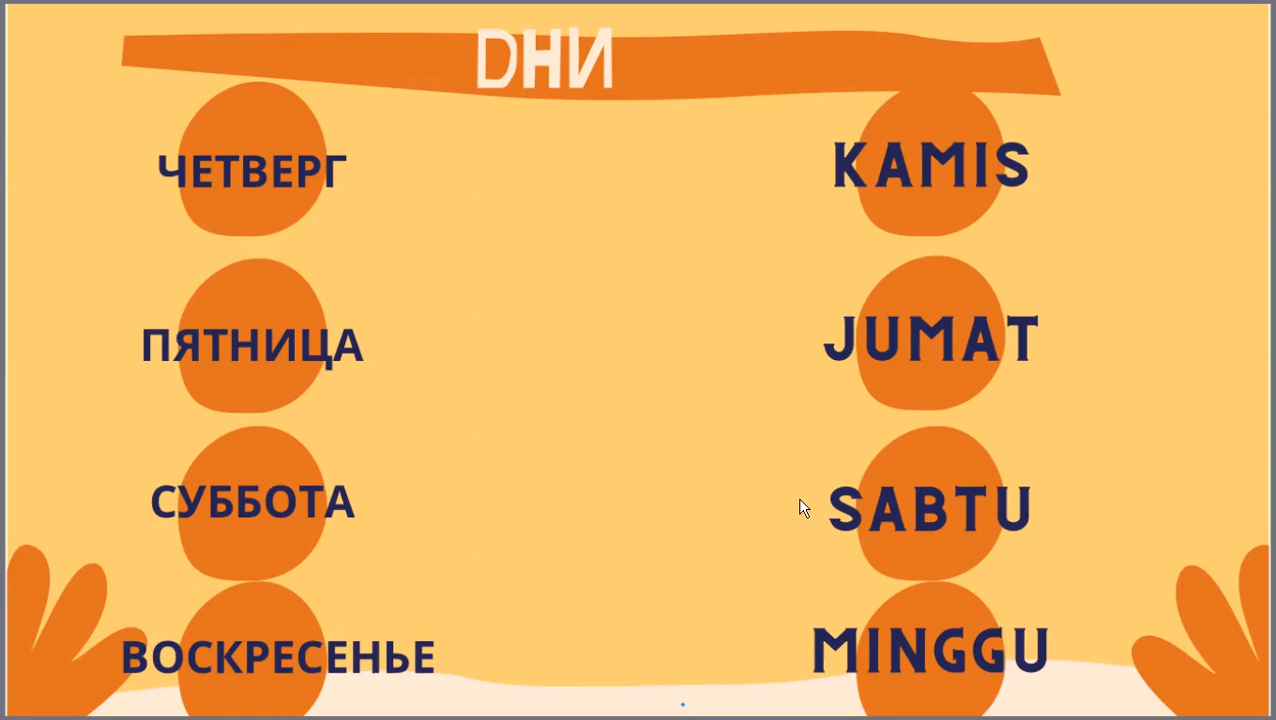 DНИ
ЧЕТВЕРГ
KAMIS
ПЯТНИЦА
JUMAT
СУББОТА
SABTU
ВОСКРЕСЕНЬЕ
MINGGU